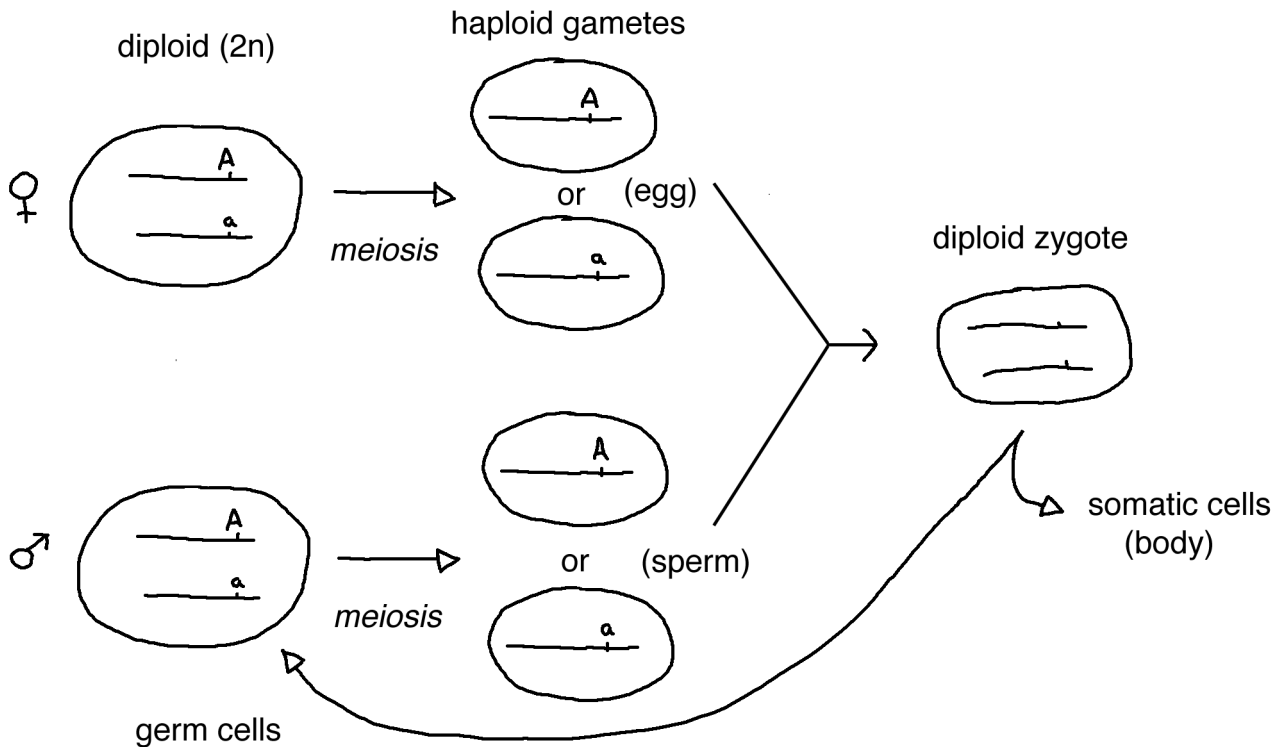 diploid (2n)
haploid gametes
A
a
♀
meiosis
A
or (egg)
a
diploid zygote
A
a
♂
meiosis
A
or (sperm)
a
somatic cells
(body)
germ cells